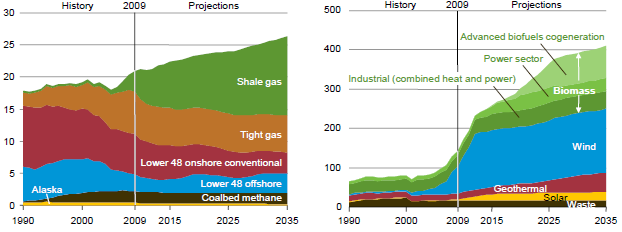 History 2009 Projections
30
25
20
15
10
5
0
Shale gas
Tight gas
Lower 48 onshore conventional
Lower 48 offshore
Alaska
Coalbed methane
1990 2000 2009 2015 2025 2035
History 2009 Projections
500
400
300
200
100
0
Advanced biofuels cogeneration
Power sector
Industrial (combined heat and power)
Biomass
Wind
Geothermal
Solar
Waste
1990 2000 2009 2015 2025 2035